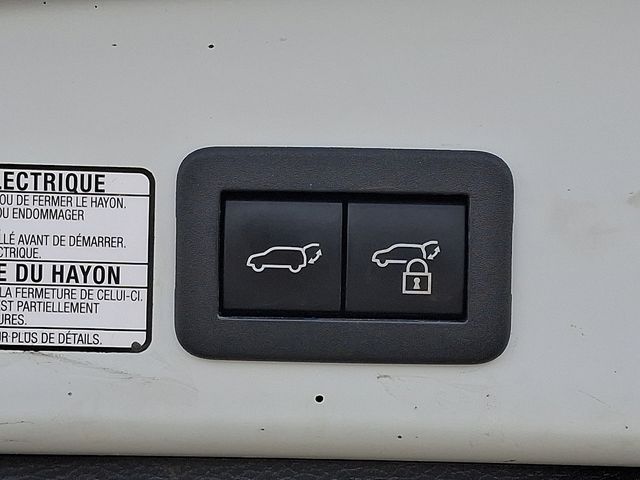 LECTRIQUE
OU DE FERMER LE HAYON.
OU ENDOMMAGER
LLÉ AVANT DE DÉMARRER.
CTRIQUE.
E DU HAYON
LA FERMETURE DE CELUI-CI.
ST PARTIELLEMENT
URES.
R PLUS DE DÉTAILS.